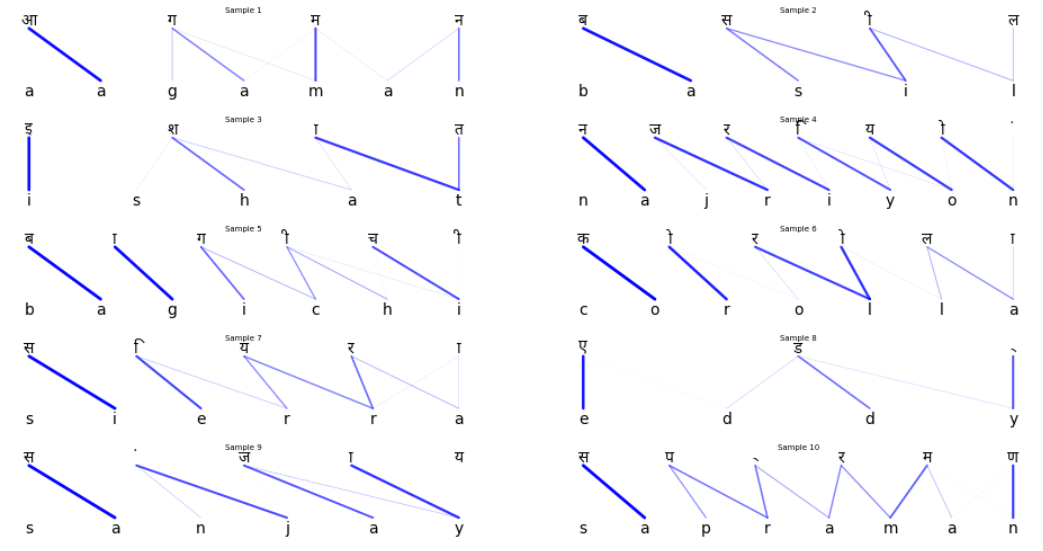 Sample 1
आ ग म न
a a g a m a n
Sample 2
ब स ी ल
b a s i l
Sample 3
इ श ा त
i s h a t
Sample 4
न ज र ि य ो ं
n a j r i y o n
Sample 5
ब ा ग ी च ी
b a g i c h i
Sample 6
क ो र ो ल ा
c o r o l l a
Sample 7
स ि य र ा
s i e r r a
Sample 8
ए ड ्
e d d y
Sample 9
स ं ज ा य
s a n j a y
Sample 10
स प ् र म ण
s a p r a m a n